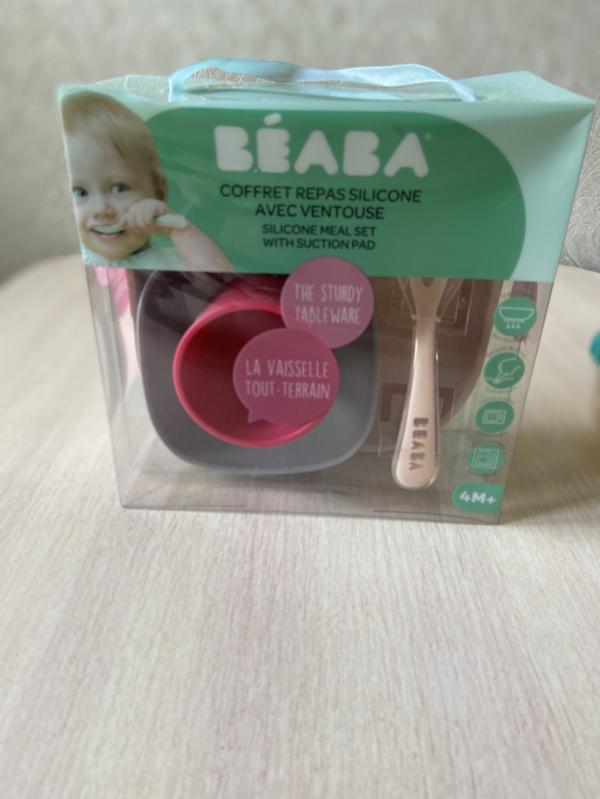 BÉABA
COFFRET REPAS SILICONE
AVEC VENTOUSE
SILICONE MEAL SET
WITH SUCTION PAD
THE STURDY
TABLEWARE
LA VAISSELLE
TOUT-TERRAIN
BEABA
4M+